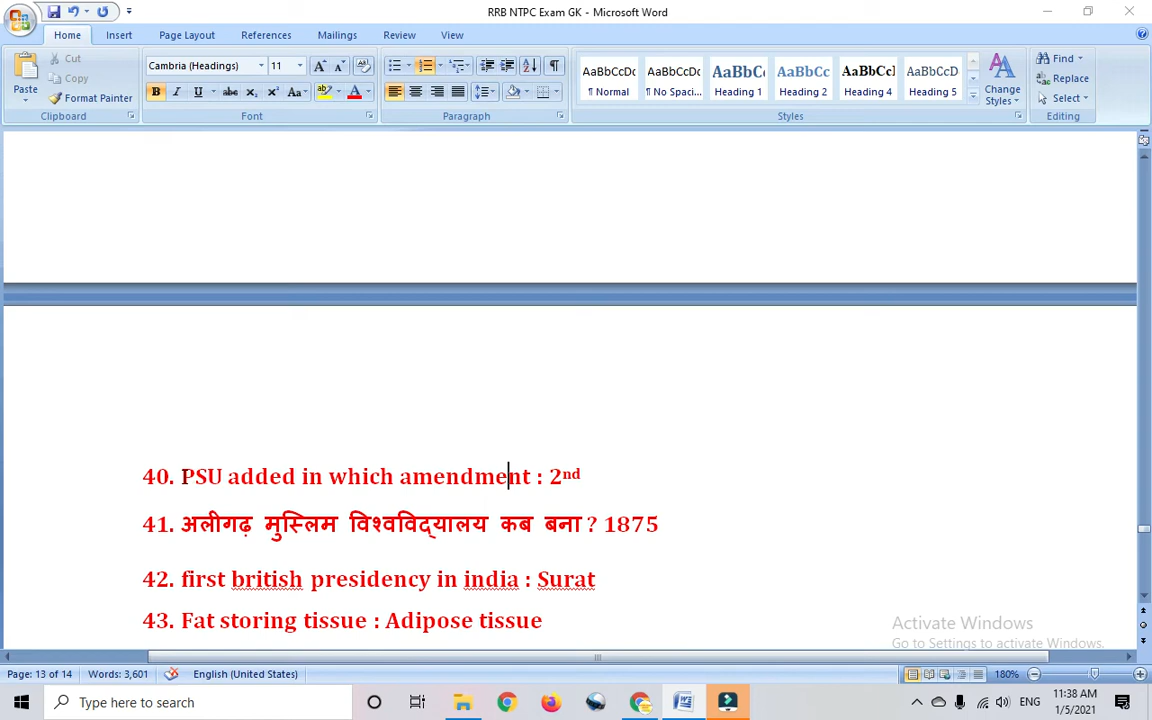 RRB NTPC Exam GK - Microsoft Word
Home Insert Page Layout References Mailings Review View
Paste
Cut
Copy
Format Painter
Clipboard
Cambria (Headings) 11
Font
Paragraph
AaBbCcDc AaBbCcDc AaBbCc AaBbCc AaBbCcI AaBbCcD
¶ Normal ¶ No Spaci... Heading 1 Heading 2 Heading 4 Heading 5
Change Styles
Styles
Find
Replace
Select
Editing
40. PSU added in which amendment : 2nd
41. अलीगढ़ मुस्लिम विश्वविद्यालय कब बना ? 1875
42. first british presidency in india : Surat
43. Fat storing tissue : Adipose tissue
Activate Windows
Go to Settings to activate Windows.
Page: 13 of 14 Words: 3,601 English (United States) 180%
Type here to search
ENG
11:38 AM
1/5/2021